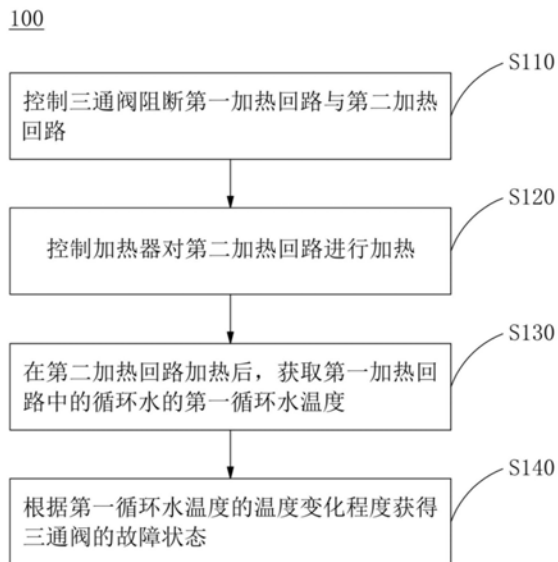 100
S110
控制三通阀阻断第一加热回路与第二加热
回路
S120
控制加热器对第二加热回路进行加热
S130
在第二加热回路加热后，获取第一加热回
路中的循环水的第一循环水温度
S140
根据第一循环水温度的温度变化程度获得
三通阀的故障状态